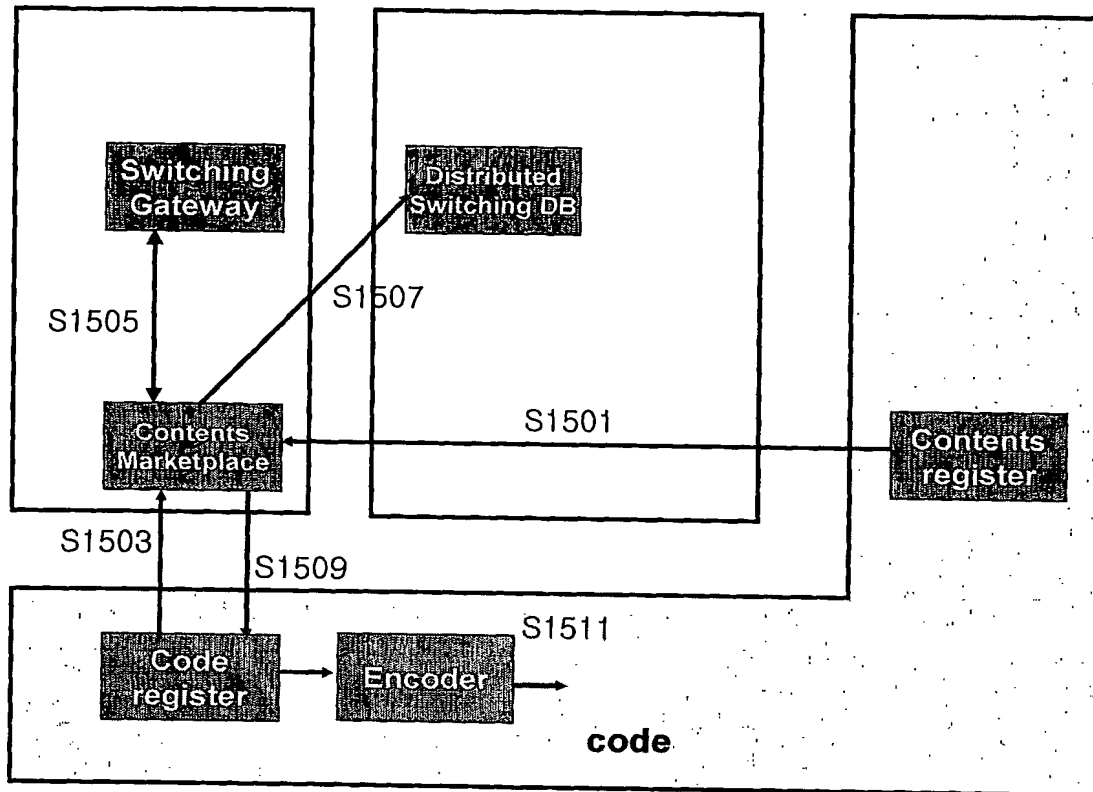 Switching
Gateway
Distributed
Switching DB
S1505
S1507
Contents
Marketplace
S1501
Contents
register
S1503
S1509
S1511
Code
register
Encoder
code